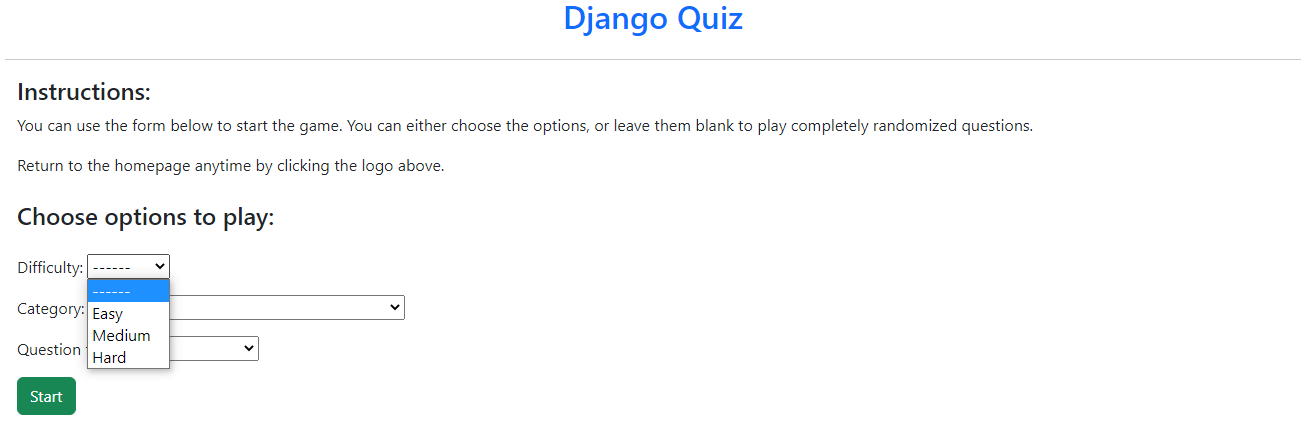 Django Quiz
Instructions:
You can use the form below to start the game. You can either choose the options, or leave them blank to play completely randomized questions.
Return to the homepage anytime by clicking the logo above.
Choose options to play:
Difficulty: ------
------
Easy
Medium
Hard
Category:
Question
Start